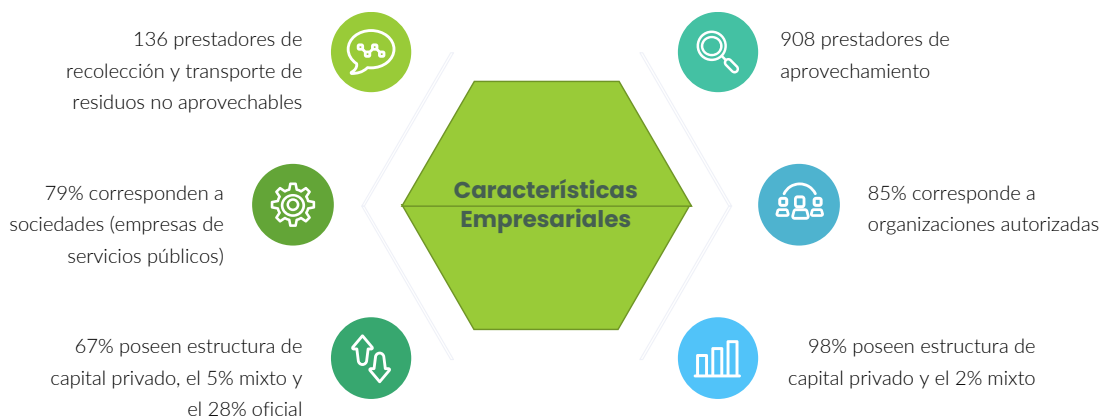 136 prestadores de
recolección y transporte de
residuos no aprovechables
79% corresponden a
sociedades (empresas de
servicios públicos)
67% poseen estructura de
capital privado, el 5% mixto y
el 28% oficial
Características
Empresariales
908 prestadores de
aprovechamiento
85% corresponde a
organizaciones autorizadas
98% poseen estructura de
capital privado y el 2% mixto